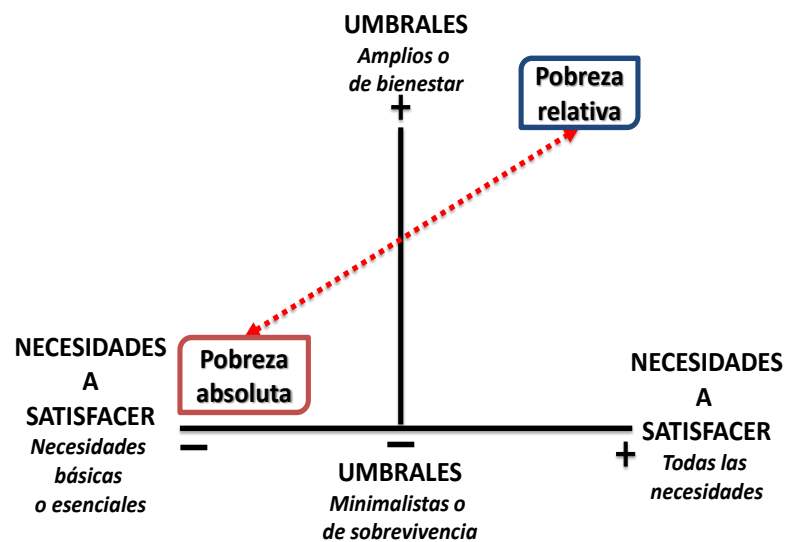 UMBRALES
Amplios o
de bienestar
+
Pobreza
relativa
NECESIDADES
A
SATISFACER
Necesidades
básicas
o esenciales
Pobreza
absoluta
−
−
UMBRALES
Minimalistas o
de sobrevivencia
NECESIDADES
A
SATISFACER
+
Todas las
necesidades